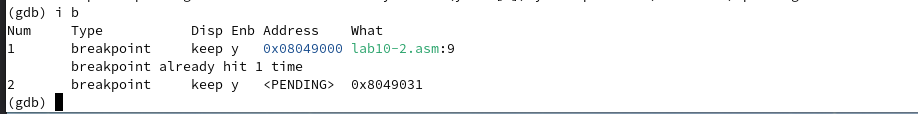 (gdb) i b
Num     Type           Disp Enb Address    What
1       breakpoint     keep y   0x08049000 lab10-2.asm:9
        breakpoint already hit 1 time
2       breakpoint     keep y   <PENDING>  0x8049031
(gdb)